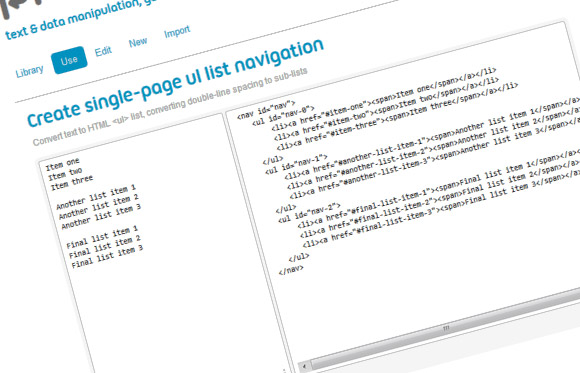 text & data manipulation,
Library Use Edit New Import
Create single-page ul list navigation
Convert text to HTML <ul> list, converting double-line spacing to sub-lists
Item one
Item two
Item three
Another list item 1
Another list item 2
Another list item 3
Final list item 1
Final list item 2
Final list item 3
<nav id="nav">
<ul id="nav-0">
<li><a href="#item-one"><span>Item one</span></a></li>
<li><a href="#item-two"><span>Item two</span></a></li>
<li><a href="#item-three"><span>Item three</span></a></li>
</ul>
<ul id="nav-1">
<li><a href="#another-list-item-1"><span>Another list item 1</span></a>
<li><a href="#another-list-item-2"><span>Another list item 2</span></a>
<li><a href="#another-list-item-3"><span>Another list item 3</span></a>
</ul>
<ul id="nav-2">
<li><a href="#final-list-item-1"><span>Final list item 1</span></a>
<li><a href="#final-list-item-2"><span>Final list item 2</span></a>
<li><a href="#final-list-item-3"><span>Final list item 3</span></a>
</ul>
</nav>